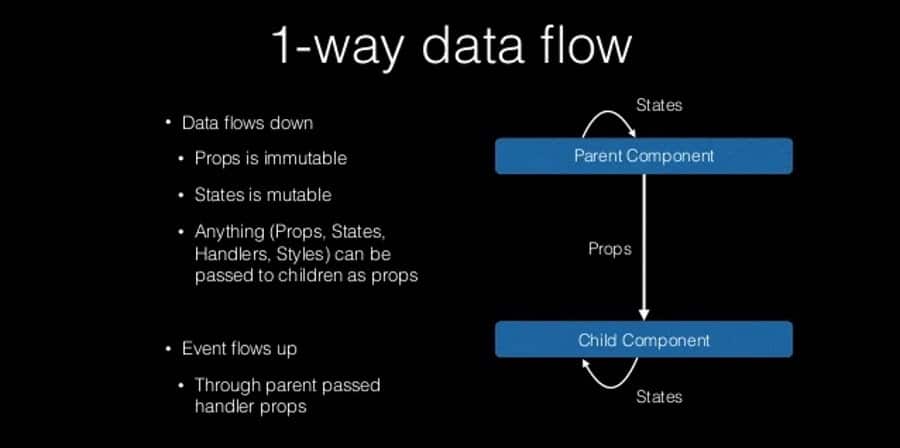 1-way data flow
• Data flows down
• Props is immutable
• States is mutable
• Anything (Props, States,
Handlers, Styles) can be
passed to children as props
• Event flows up
• Through parent passed
handler props
States
Parent Component
Props
Child Component
States